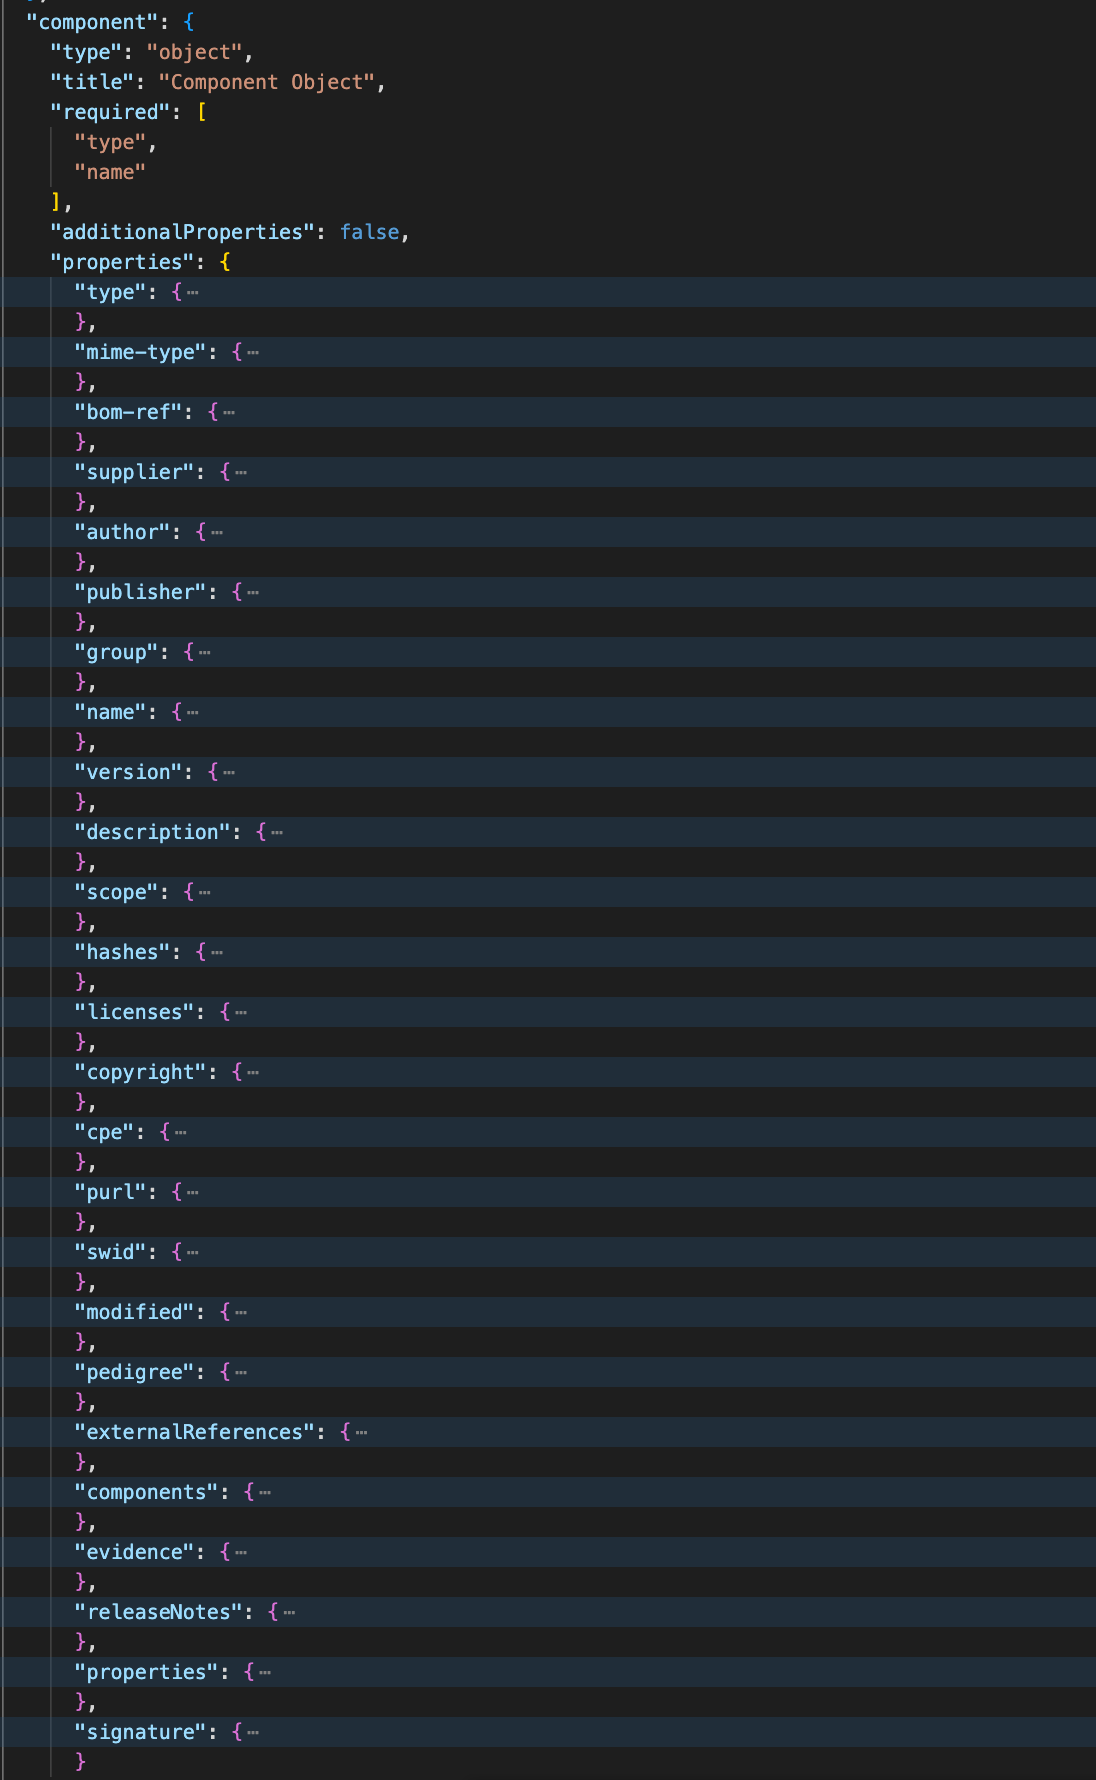 "component": {
"type": "object",
"title": "Component Object",
"required": [
"type",
"name"
],
"additionalProperties": false,
"properties": {
"type": {⋯
},
"mime-type": {⋯
},
"bom-ref": {⋯
},
"supplier": {⋯
},
"author": {⋯
},
"publisher": {⋯
},
"group": {⋯
},
"name": {⋯
},
"version": {⋯
},
"description": {⋯
},
"scope": {⋯
},
"hashes": {⋯
},
"licenses": {⋯
},
"copyright": {⋯
},
"cpe": {⋯
},
"purl": {⋯
},
"swid": {⋯
},
"modified": {⋯
},
"pedigree": {⋯
},
"externalReferences": {⋯
},
"components": {⋯
},
"evidence": {⋯
},
"releaseNotes": {⋯
},
"properties": {⋯
},
"signature": {⋯
}